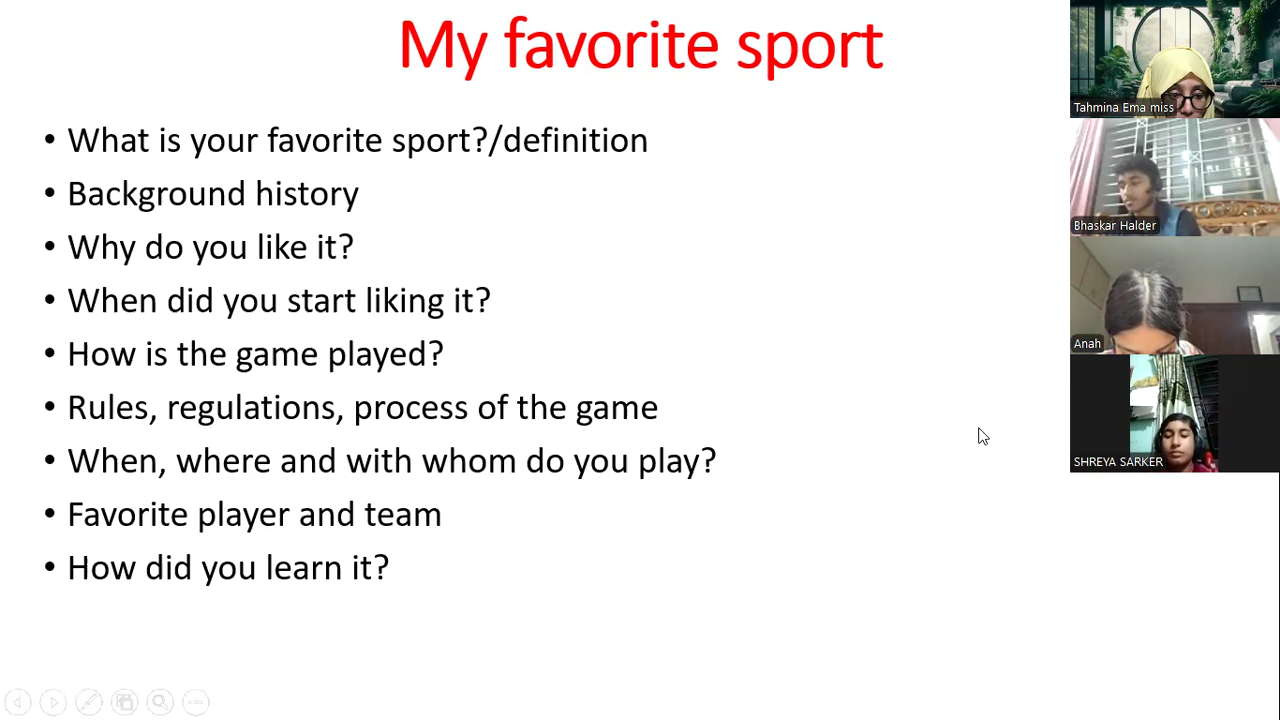 My favorite sport
• What is your favorite sport?/definition
• Background history
• Why do you like it?
• When did you start liking it?
• How is the game played?
• Rules, regulations, process of the game
• When, where and with whom do you play?
• Favorite player and team
• How did you learn it?
Tahmina Ema miss
Bhaskar Halder
Anah
SHREYA SARKER